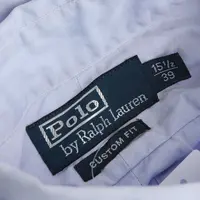 Polo
by Ralph Lauren
15½
39
CUSTOM FIT